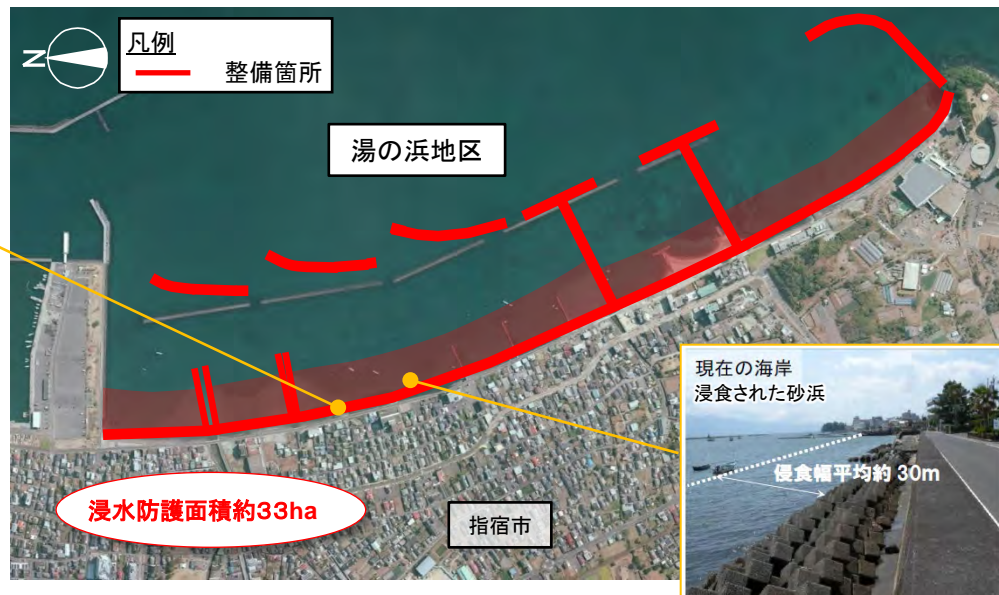 N
凡例
整備箇所
湯の浜地区
現在の海岸
浸食された砂浜
侵食幅平均約 30m
浸水防護面積約33ha
指宿市